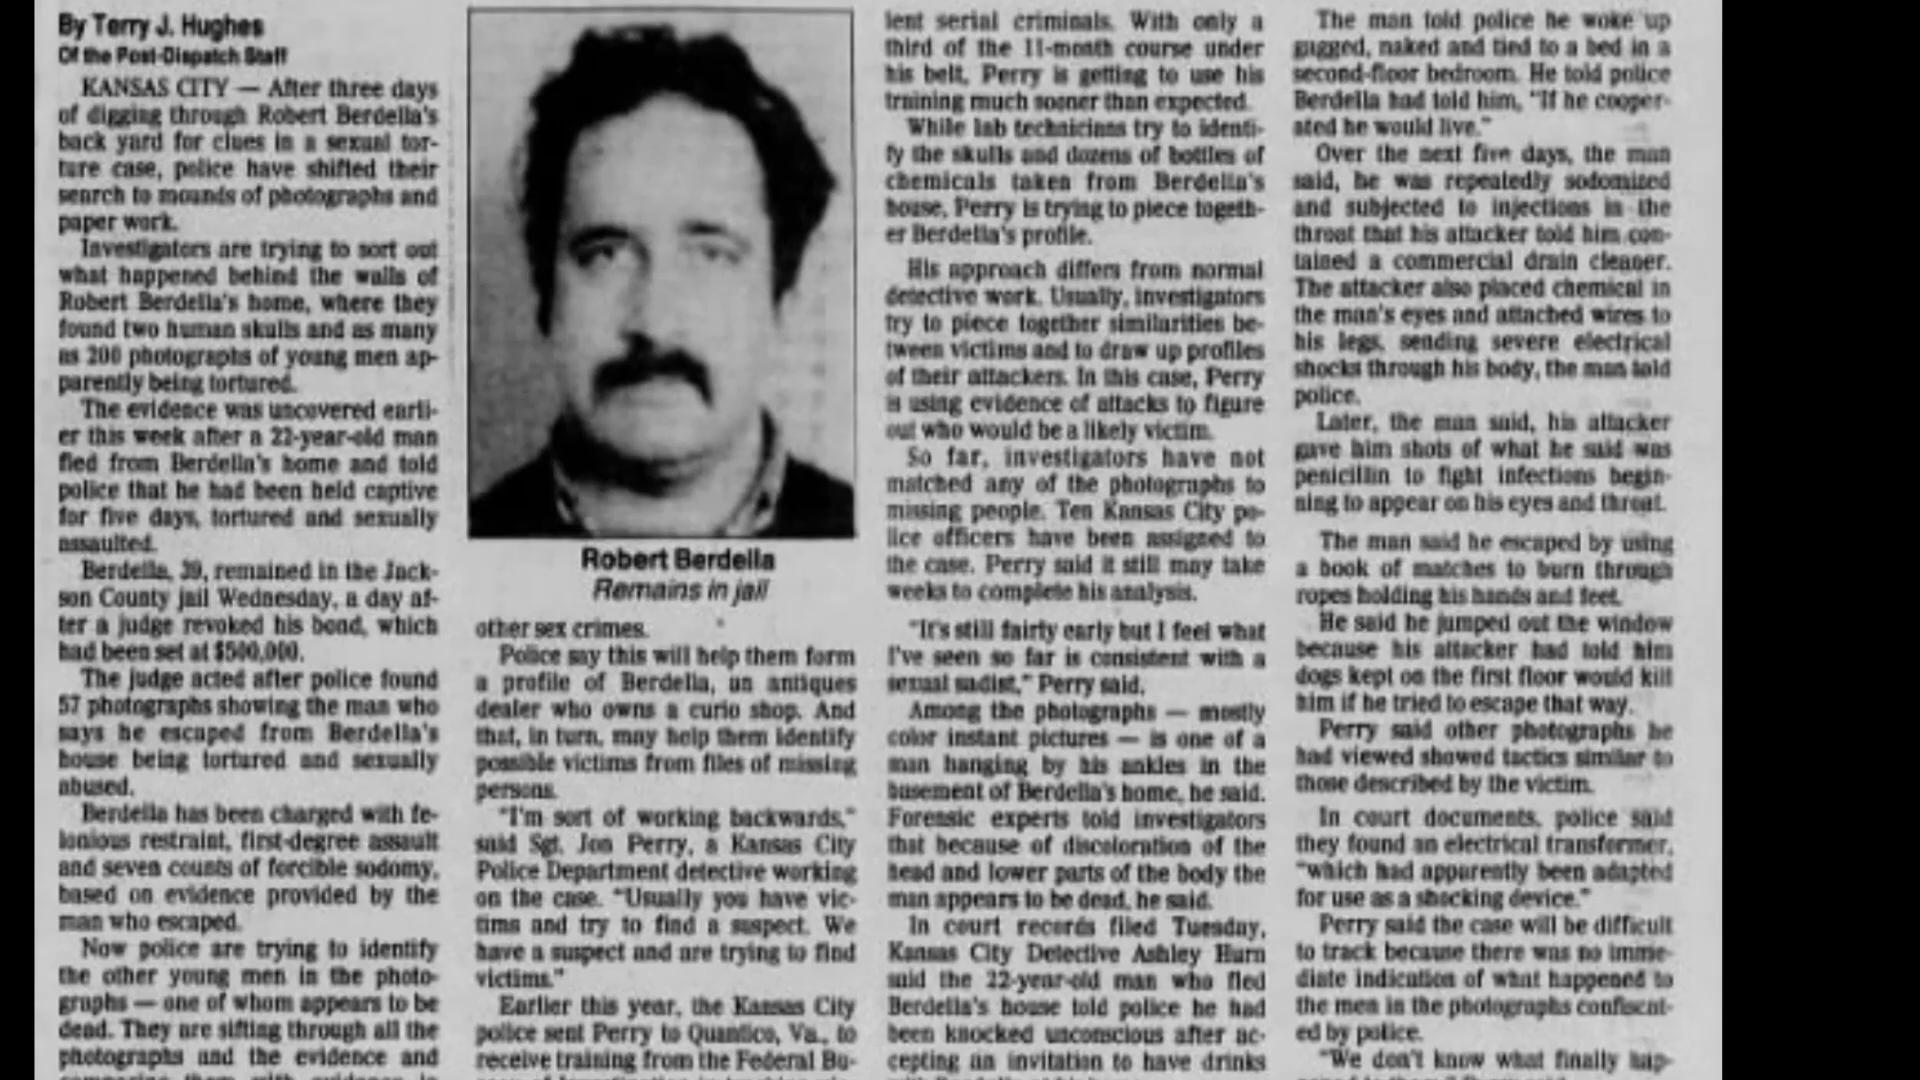 By Terry J. Hughes
Of the Post-Dispatch Staff
KANSAS CITY — After three days
of digging through Robert Berdella's
back yard for clues in a sexual tor-
ture case, police have shifted their
search to mounds of photographs and
paper work.
Investigators are trying to sort out
what happened behind the walls of
Robert Berdella's home, where they
found two human skulls and as many
as 200 photographs of young men ap-
parently being tortured.
The evidence was uncovered earli-
er this week after a 22-year-old man
fled from Berdella's home and told
police that he had been held captive
for five days, tortured and sexually
assaulted.
Berdella, 39, remained in the Jack-
son County jail Wednesday, a day af-
ter a judge revoked his bond, which
had been set at $500,000.
The judge acted after police found
57 photographs showing the man who
says he escaped from Berdella's
house being tortured and sexually
abused.
Berdella has been charged with fe-
lonious restraint, first-degree assault
and seven counts of forcible sodomy,
based on evidence provided by the
man who escaped.
Now police are trying to identify
the other young men in the photo-
graphs — one of whom appears to be
dead. They are sifting through all the
photographs and the evidence and
Robert Berdella
Remains in jail
other sex crimes.
Police say this will help them form
a profile of Berdella, an antiques
dealer who owns a curio shop. And
that, in turn, may help them identify
possible victims from files of missing
persons.
"I'm sort of working backwards,"
said Sgt. Jon Perry, a Kansas City
Police Department detective working
on the case. "Usually you have vic-
tims and try to find a suspect. We
have a suspect and are trying to find
victims."
Earlier this year, the Kansas City
police sent Perry to Quantico, Va., to
receive training from the Federal Bu-
lent serial criminals. With only a
third of the 11-month course under
his belt, Perry is getting to use his
training much sooner than expected.
While lab technicians try to identi-
fy the skulls and dozens of bottles of
chemicals taken from Berdella's
house, Perry is trying to piece togeth-
er Berdella's profile.
His approach differs from normal
detective work. Usually, investigators
try to piece together similarities be-
tween victims and to draw up profiles
of their attackers. In this case, Perry
is using evidence of attacks to figure
out who would be a likely victim.
So far, investigators have not
matched any of the photographs to
missing people. Ten Kansas City po-
lice officers have been assigned to
the case. Perry said it still may take
weeks to complete his analysis.
"It's still fairly early but I feel what
I've seen so far is consistent with a
sexual sadist," Perry said.
Among the photographs — mostly
color instant pictures — is one of a
man hanging by his ankles in the
basement of Berdella's home, he said.
Forensic experts told investigators
that because of discoloration of the
head and lower parts of the body the
man appears to be dead, he said.
In court records filed Tuesday,
Kansas City Detective Ashley Hurn
said the 22-year-old man who fled
Berdella's house told police he had
been knocked unconscious after ac-
cepting an invitation to have drinks
The man told police he woke up
gagged, naked and tied to a bed in a
second-floor bedroom. He told police
Berdella had told him, "If he cooper-
ated he would live."
Over the next five days, the man
said, he was repeatedly sodomized
and subjected to injections in the
throat that his attacker told him con-
tained a commercial drain cleaner.
The attacker also placed chemical in
the man's eyes and attached wires to
his legs, sending severe electrical
shocks through his body, the man told
police.
Later, the man said, his attacker
gave him shots of what he said was
penicillin to fight infections begin-
ning to appear on his eyes and throat.
The man said he escaped by using
a book of matches to burn through
ropes holding his hands and feet.
He said he jumped out the window
because his attacker had told him
dogs kept on the first floor would kill
him if he tried to escape that way.
Perry said other photographs he
had viewed showed tactics similar to
those described by the victim.
In court documents, police said
they found an electrical transformer,
"which had apparently been adapted
for use as a shocking device."
Perry said the case will be difficult
to track because there was no imme-
diate indication of what happened to
the men in the photographs confiscat-
ed by police.
"We don't know what finally hap-